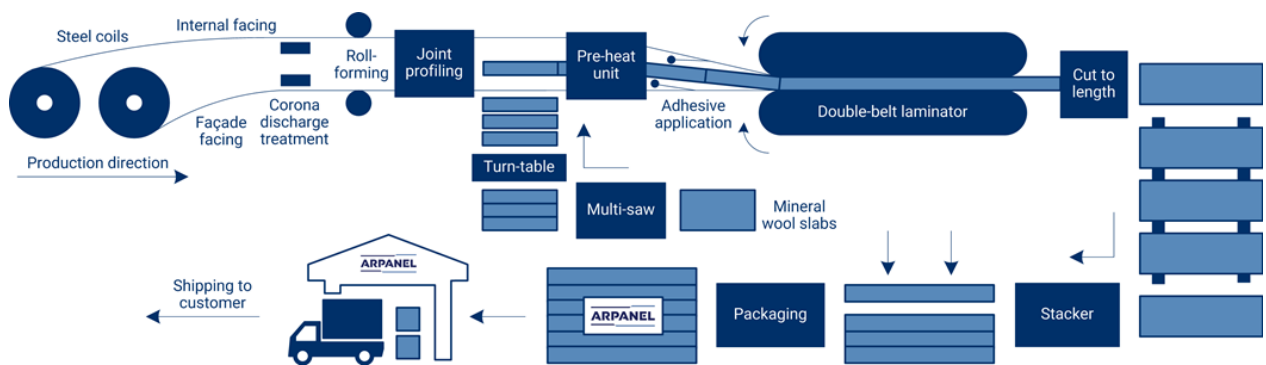 Steel coils
Internal facing
Roll-
forming
Joint
profiling
Pre-heat
unit
Adhesive
application
Double-belt laminator
Cut to
length
Façade
facing
Corona
discharge
treatment
Production direction
Turn-table
Multi-saw
Mineral
wool slabs
Shipping to
customer
ARPANEL
ARPANEL
Packaging
Stacker